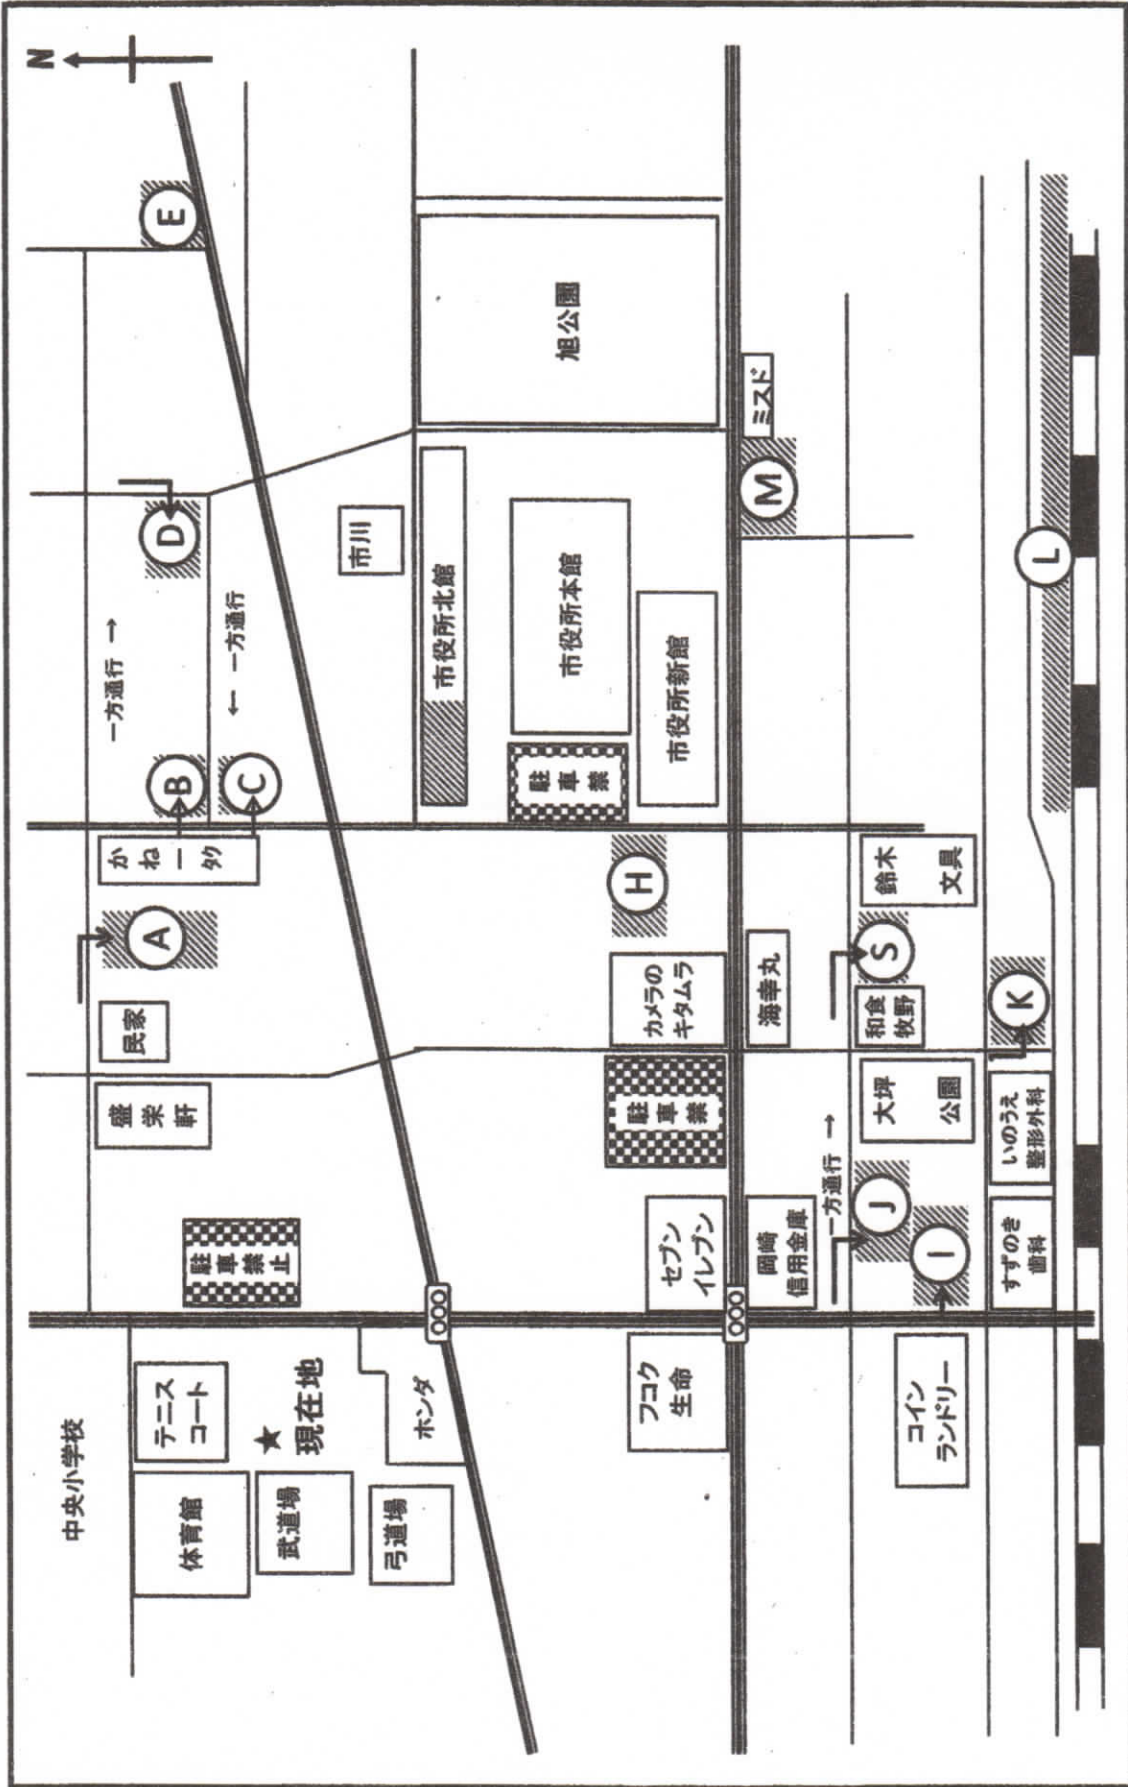 N
中央小学校
テニス
コート
体育館
★
現在地
武道場
弓道場
ホンダ
フコク
生命
コイン
ランドリー
盛
栄
軒
民家
A
か
ね
一
タク
B
C
一方通行 →
← 一方通行
D
E
駐
車
禁
止
市川
市役所北館
市役所本館
市役所新館
駐
車
禁
旭公園
H
カメラの
キタムラ
駐
車
禁
セブン
イレブン
岡崎
信用金庫
海幸丸
M
ミスド
一方通行 →
J
I
大坪
公園
和食
牧野
S
鈴木
文具
すずのき
歯科
いのうえ
整形外科
K
L